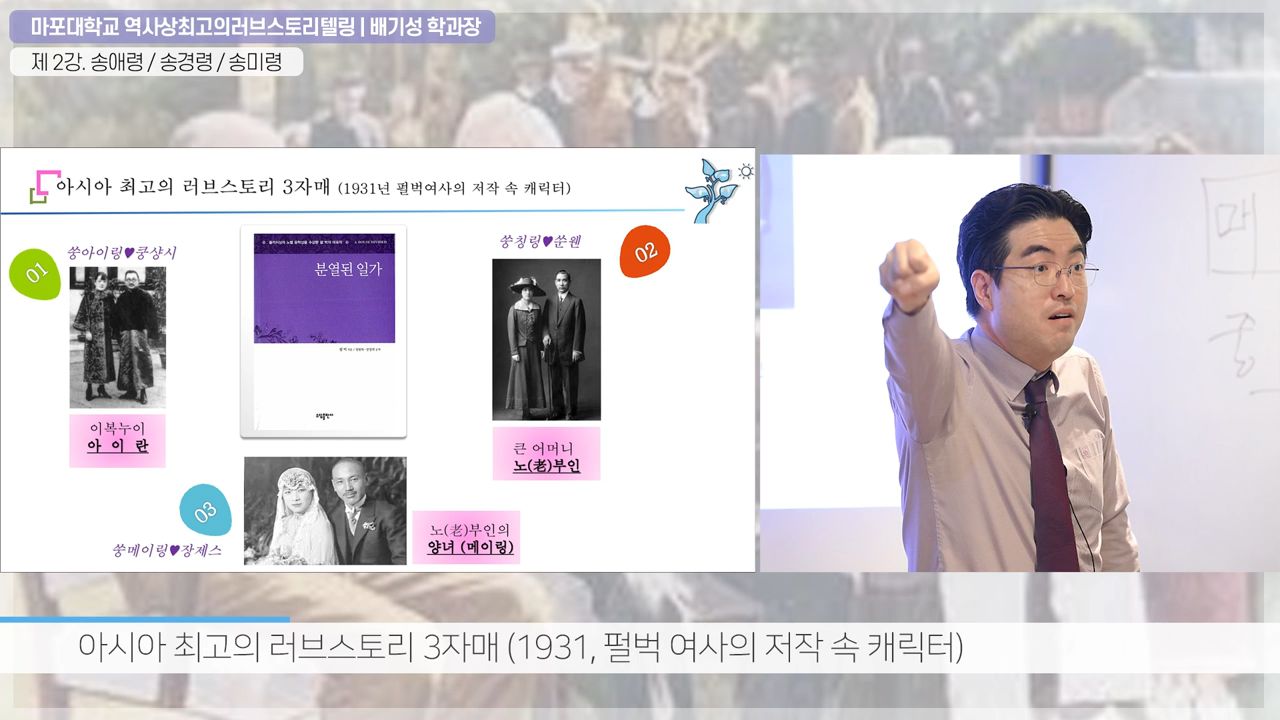 마포대학교 역사상최고의러브스토리텔링 | 배기성 학과장
제 2강. 송애령 / 송경령 / 송미령
아시아 최고의 러브스토리 3자매 (1931년 펄벅여사의 저작 속 캐릭터)
01
쑹아이링♥쿵샹시
이복누이
아 이 란
분열된 일가
02
쑹칭링♥쑨원
큰 어머니
노(老)부인
03
쑹메이링♥장제스
노(老)부인의
양녀 (메이링)
매
국
아시아 최고의 러브스토리 3자매 (1931, 펄벅 여사의 저작 속 캐릭터)